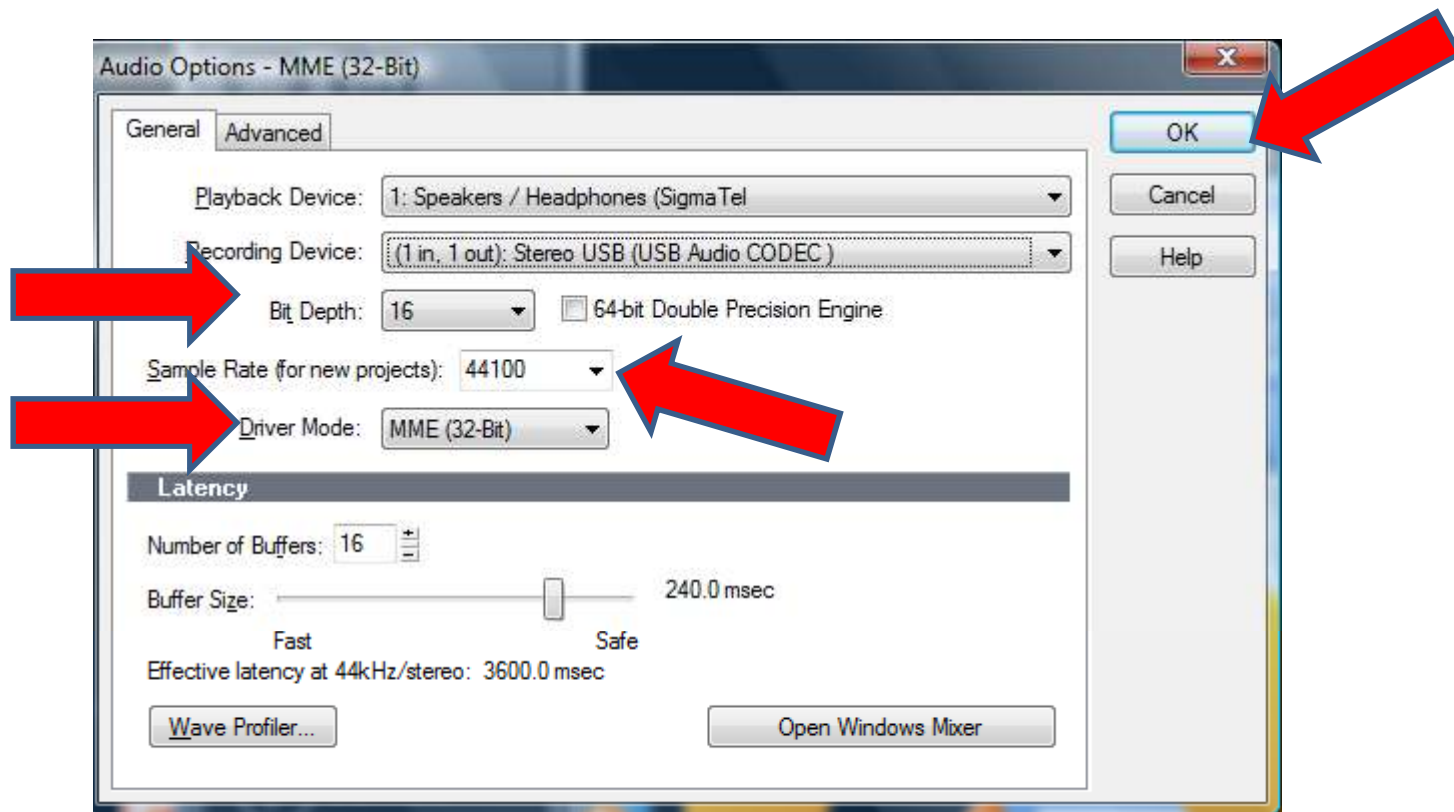 Audio Options - MME (32-Bit)
General Advanced
OK
Playback Device: 1: Speakers / Headphones (SigmaTel
Cancel
Recording Device: (1 in, 1 out): Stereo USB (USB Audio CODEC )
Help
Bit Depth: 16 64-bit Double Precision Engine
Sample Rate (for new projects): 44100
Driver Mode: MME (32-Bit)
Latency
Number of Buffers: 16
Buffer Size: 240.0 msec
Fast Safe
Effective latency at 44kHz/stereo: 3600.0 msec
Wave Profiler... Open Windows Mixer